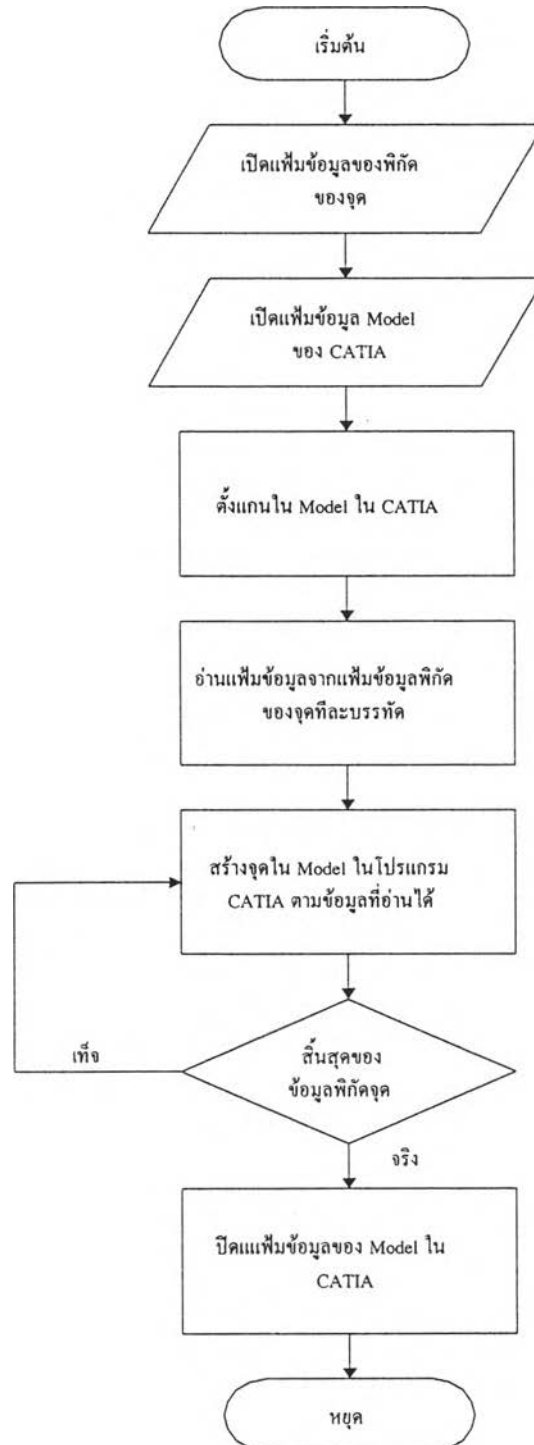 เริ่มต้น
เปิดแฟ้มข้อมูลของพิกัด
ของจุด
เปิดแฟ้มข้อมูล Model
ของ CATIA
ตั้งแกนใน Model ใน CATIA
อ่านแฟ้มข้อมูลจากแฟ้มข้อมูลพิกัด
ของจุดทีละบรรทัด
สร้างจุดใน Model ในโปรแกรม
CATIA ตามข้อมูลที่อ่านได้
เท็จ
สิ้นสุดของ
ข้อมูลพิกัดจุด
จริง
ปิดแแฟ้มข้อมูลของ Model ใน
CATIA
หยุด